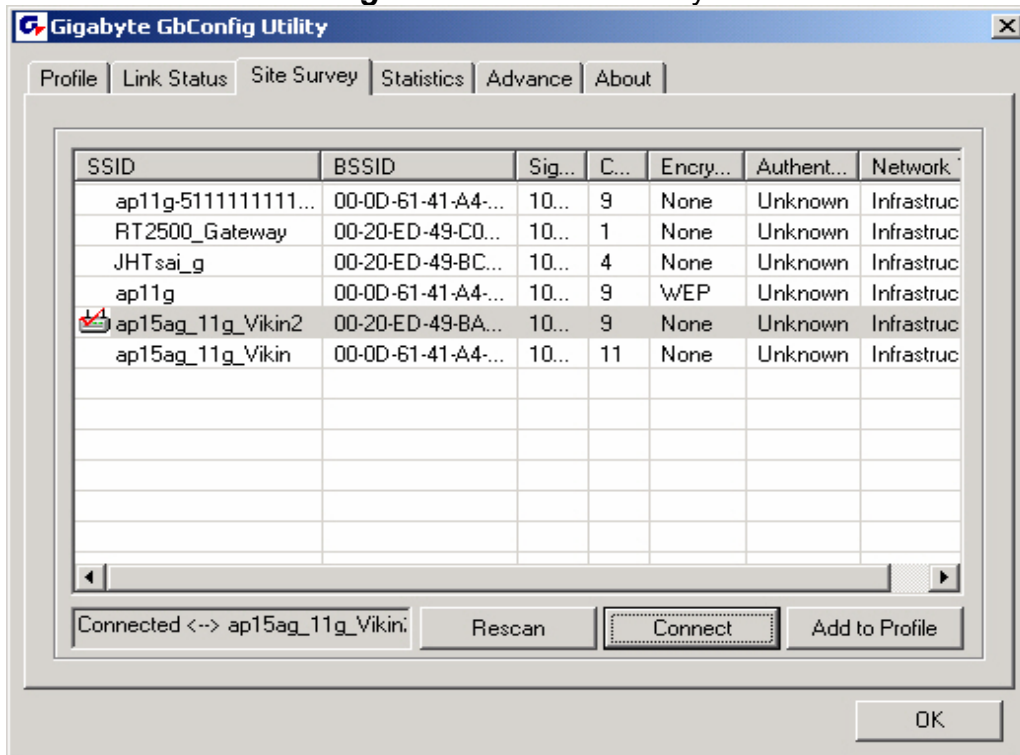 Gigabyte GbConfig Utility
Profile Link Status Site Survey Statistics Advance About
SSID BSSID Sig... C... Encry... Authent... Network
ap11g-5111111111... 00-0D-61-41-A4-... 10... 9 None Unknown Infrastruc
RT2500_Gateway 00-20-ED-49-C0... 10... 1 None Unknown Infrastruc
JHTsai_g 00-20-ED-49-BC... 10... 4 None Unknown Infrastruc
ap11g 00-0D-61-41-A4-... 10... 9 WEP Unknown Infrastruc
ap15ag_11g_Vikin2 00-20-ED-49-BA... 10... 9 None Unknown Infrastruc
ap15ag_11g_Vikin 00-0D-61-41-A4-... 10... 11 None Unknown Infrastruc
Connected <--> ap15ag_11g_Vikin Rescan Connect Add to Profile
OK